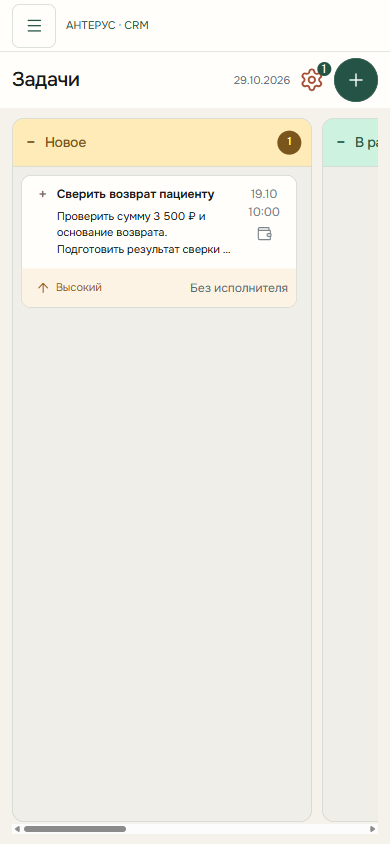 АНТЕРУС · CRM
Задачи
29.10.2026
1
Новое
1
В ра
Сверить возврат пациенту
19.10
10:00
Проверить сумму 3 500 ₽ и
основание возврата.
Подготовить результат сверки ...
Высокий
Без исполнителя